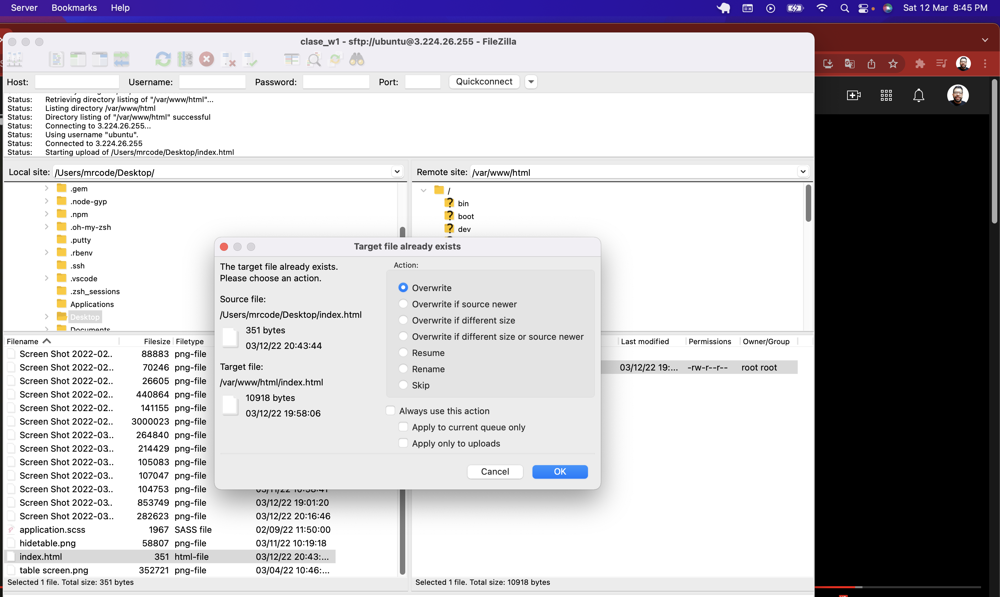 Server Bookmarks Help Sat 12 Mar 8:45 PM
clase_w1 - sftp://ubuntu@3.224.26.255 - FileZilla
Host: Username: Password: Port: Quickconnect
Status: Retrieving directory listing of "/var/www/html"...
Status: Listing directory /var/www/html
Status: Directory listing of "/var/www/html" successful
Status: Connecting to 3.224.26.255...
Status: Using username "ubuntu".
Status: Connected to 3.224.26.255
Status: Starting upload of /Users/mrcode/Desktop/index.html
Local site: /Users/mrcode/Desktop/
.gem
.node-gyp
.npm
.oh-my-zsh
.putty
.rbenv
.ssh
.vscode
.zsh_sessions
Applications
Desktop
Documents
Remote site: /var/www/html
/
bin
boot
dev
Target file already exists
The target file already exists.
Please choose an action.
Source file:
/Users/mrcode/Desktop/index.html
351 bytes
03/12/22 20:43:44
Target file:
/var/www/html/index.html
10918 bytes
03/12/22 19:58:06
Action:
Overwrite
Overwrite if source newer
Overwrite if different size
Overwrite if different size or source newer
Resume
Rename
Skip
Always use this action
Apply to current queue only
Apply only to uploads
Cancel OK
Filename Filesize Filetype
Screen Shot 2022-02.. 88883 png-file
Screen Shot 2022-02.. 70246 png-file
Screen Shot 2022-02.. 26605 png-file
Screen Shot 2022-02.. 440864 png-file
Screen Shot 2022-02.. 141155 png-file
Screen Shot 2022-02.. 3000023 png-file
Screen Shot 2022-03.. 264840 png-file
Screen Shot 2022-03.. 214429 png-file
Screen Shot 2022-03.. 105083 png-file
Screen Shot 2022-03.. 107047 png-file
Screen Shot 2022-03.. 104753 png-file
Screen Shot 2022-03.. 853749 png-file 03/12/22 19:01:20
Screen Shot 2022-03.. 282623 png-file 03/12/22 20:16:46
application.scss 1967 SASS file 02/09/22 11:50:00
hidetable.png 58807 png-file 03/11/22 10:19:18
index.html 351 html-file 03/12/22 20:43:...
table screen.png 352721 png-file 03/04/22 10:46:...
Selected 1 file. Total size: 351 bytes
Last modified Permissions Owner/Group
03/12/22 19:... -rw-r--r-- root root
Selected 1 file. Total size: 10918 bytes